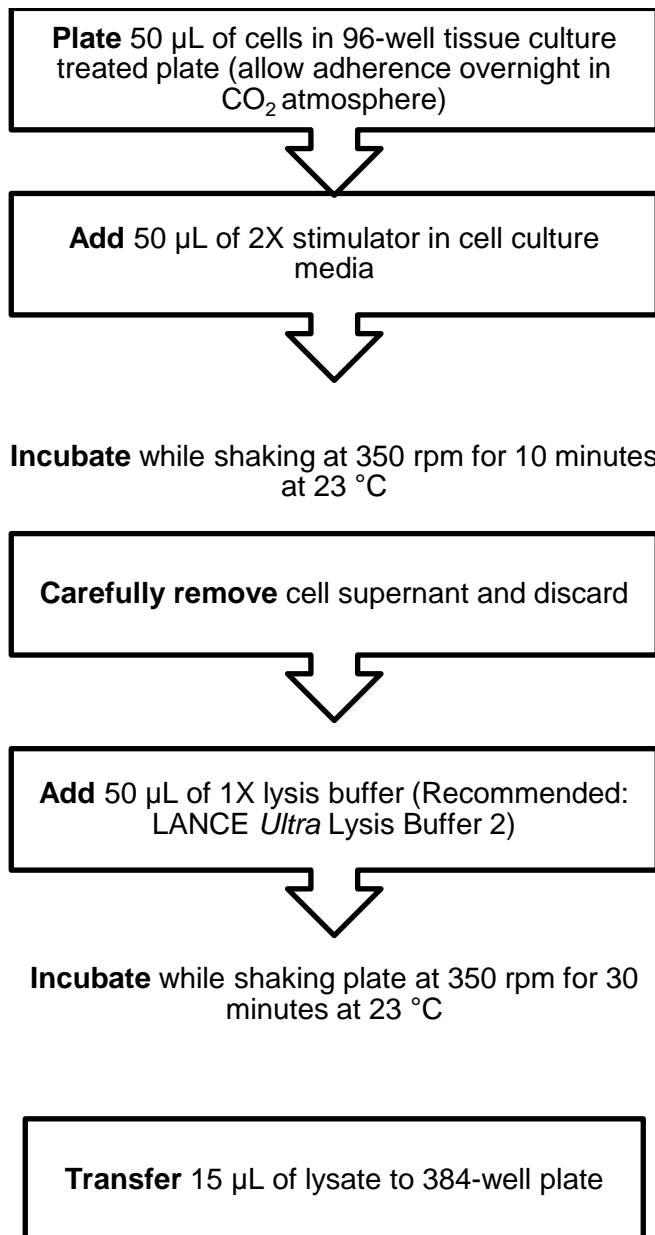 Plate 50 µL of cells in 96-well tissue culture
treated plate (allow adherence overnight in
CO₂ atmosphere)
Add 50 µL of 2X stimulator in cell culture
media
Incubate while shaking at 350 rpm for 10 minutes
at 23 °C
Carefully remove cell supernant and discard
Add 50 µL of 1X lysis buffer (Recommended:
LANCE Ultra Lysis Buffer 2)
Incubate while shaking plate at 350 rpm for 30
minutes at 23 °C
Transfer 15 µL of lysate to 384-well plate